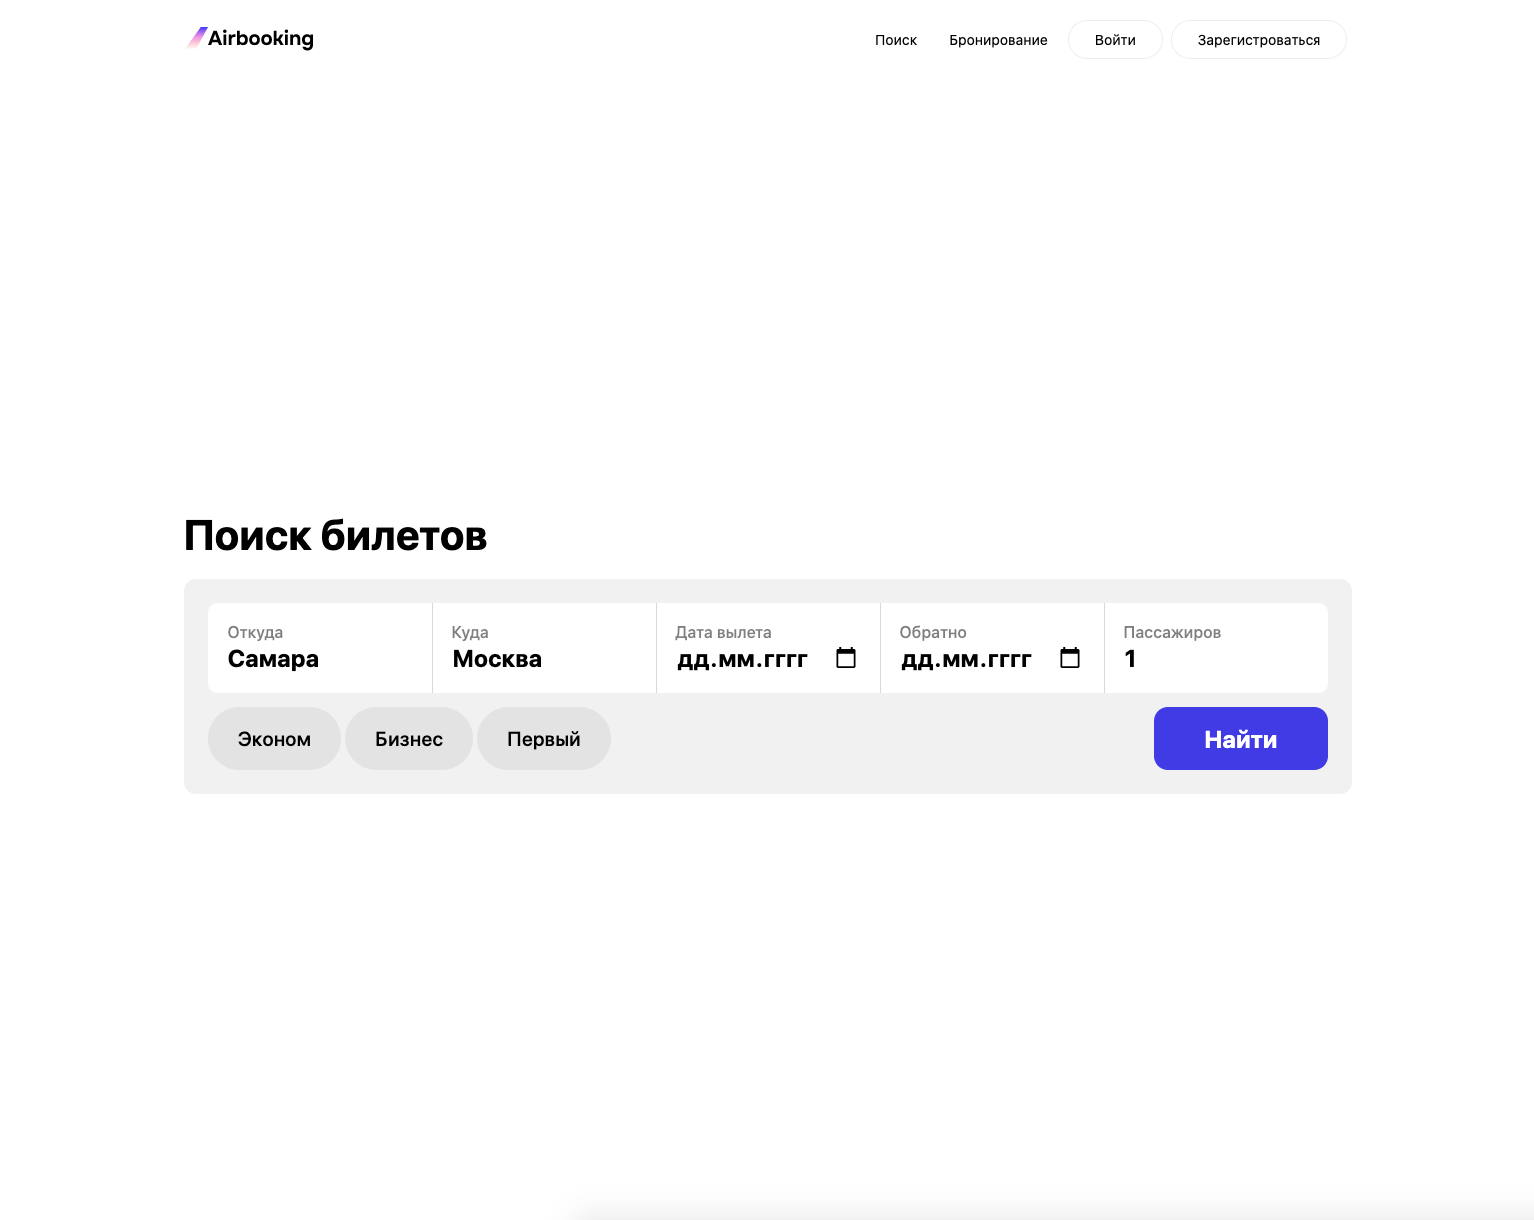 Airbooking
Поиск Бронирование Войти Зарегистроваться
Поиск билетов
Откуда Куда Дата вылета Обратно Пассажиров
Самара Москва дд.мм.гггг дд.мм.гггг 1
Эконом Бизнес Первый Найти